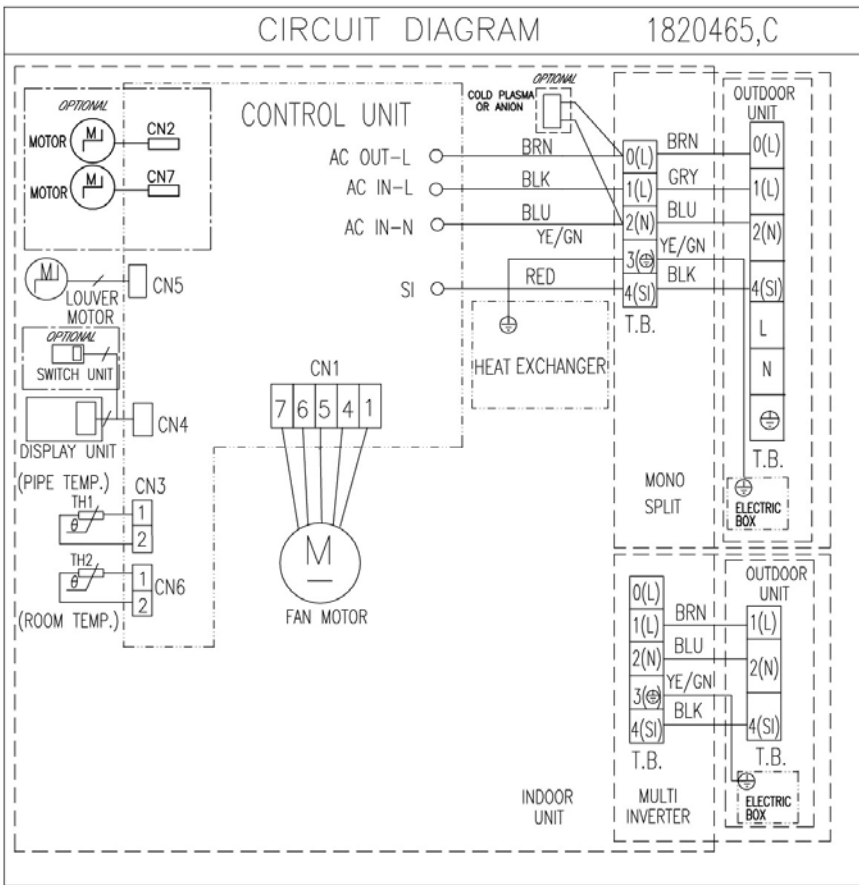 CIRCUIT DIAGRAM 1820465,C
OPTIONAL
MOTOR M CN2
MOTOR M CN7
CONTROL UNIT
AC OUT-L
AC IN-L
AC IN-N
SI
OPTIONAL
COLD PLASMA
OR ANION
BRN
BLK
BLU
YE/GN
RED
0(L)
1(L)
2(N)
3(⏚)
4(SI)
T.B.
BRN
GRY
BLU
YE/GN
BLK
OUTDOOR
UNIT
0(L)
1(L)
2(N)
4(SI)
L
N
⏚
T.B.
ELECTRIC
BOX
M
LOUVER
MOTOR
CN5
OPTIONAL
SWITCH UNIT
DISPLAY UNIT
CN4
HEAT EXCHANGER
CN1
7 6 5 4 1
M
FAN MOTOR
(PIPE TEMP.)
TH1
θ
CN3
1
2
TH2
θ
CN6
1
2
(ROOM TEMP.)
MONO
SPLIT
0(L)
1(L)
2(N)
3(⏚)
4(SI)
T.B.
BRN
BLU
YE/GN
BLK
OUTDOOR
UNIT
1(L)
2(N)
4(SI)
T.B.
ELECTRIC
BOX
INDOOR
UNIT
MULTI
INVERTER